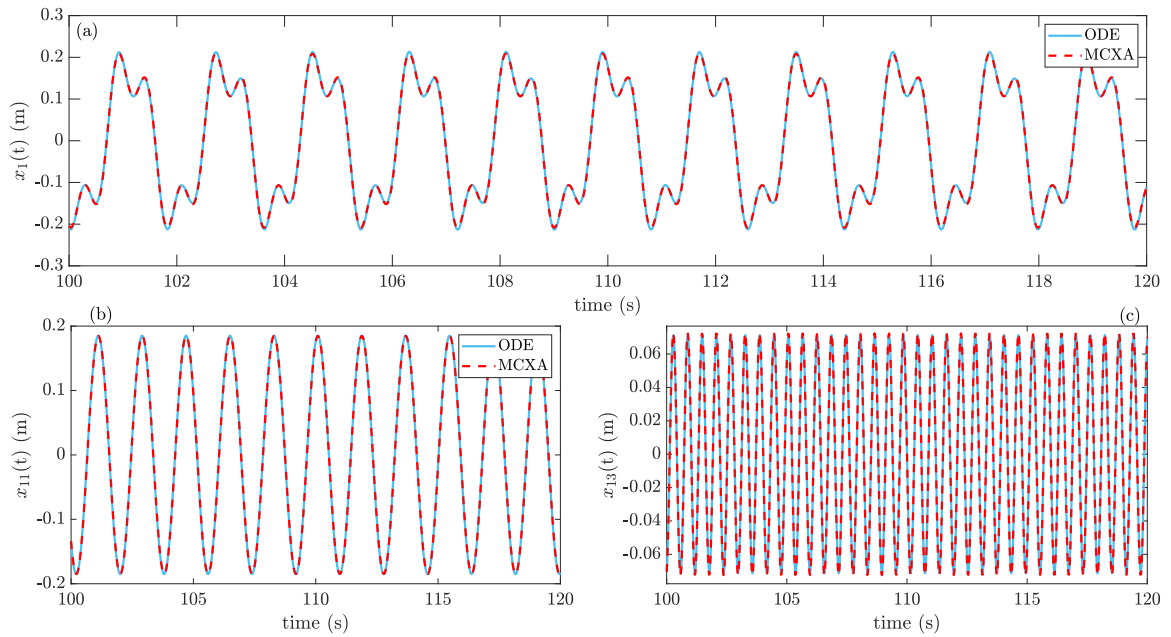 (a)
ODE
MCXA
x₁(t) (m)
0.3
0.2
0.1
0
-0.1
-0.2
-0.3
100 102 104 106 108 110 112 114 116 118 120
time (s)
(b)
ODE
MCXA
x₁₁(t) (m)
0.2
0.1
0
-0.1
-0.2
100 105 110 115 120
time (s)
(c)
ODE
MCXA
x₁₃(t) (m)
0.06
0.04
0.02
0
-0.02
-0.04
-0.06
100 105 110 115 120
time (s)